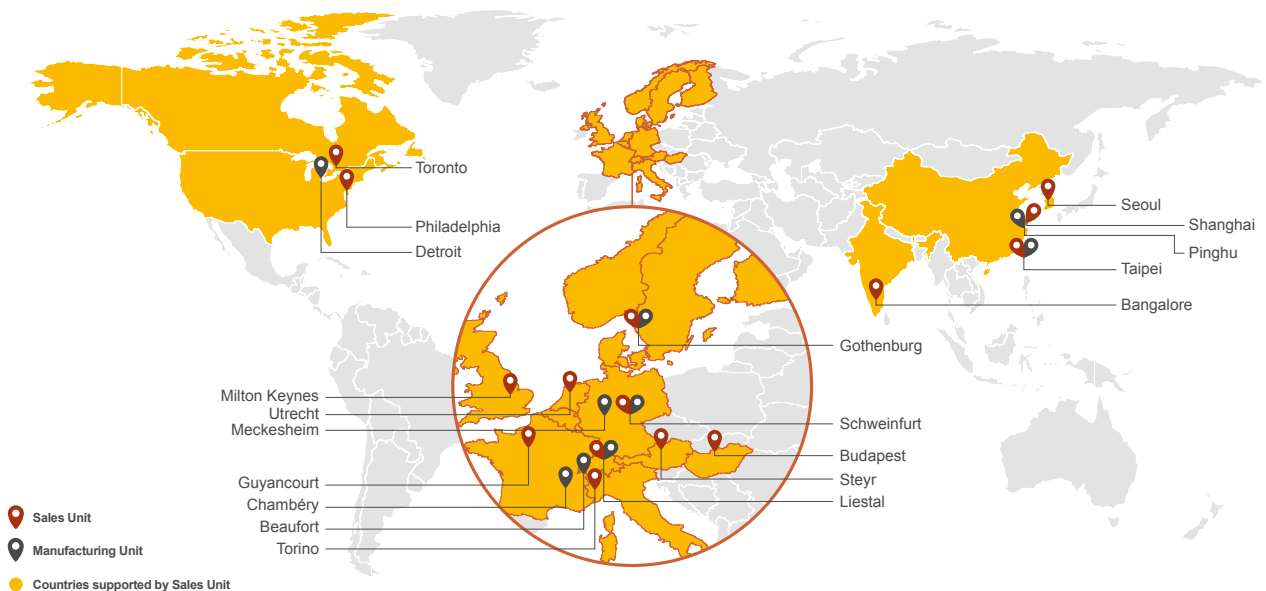 Toronto
Philadelphia
Detroit
Seoul
Shanghai
Pinghu
Taipei
Bangalore
Gothenburg
Milton Keynes
Utrecht
Meckesheim
Schweinfurt
Budapest
Steyr
Liestal
Guyancourt
Chambéry
Beaufort
Torino
Sales Unit
Manufacturing Unit
Countries supported by Sales Unit